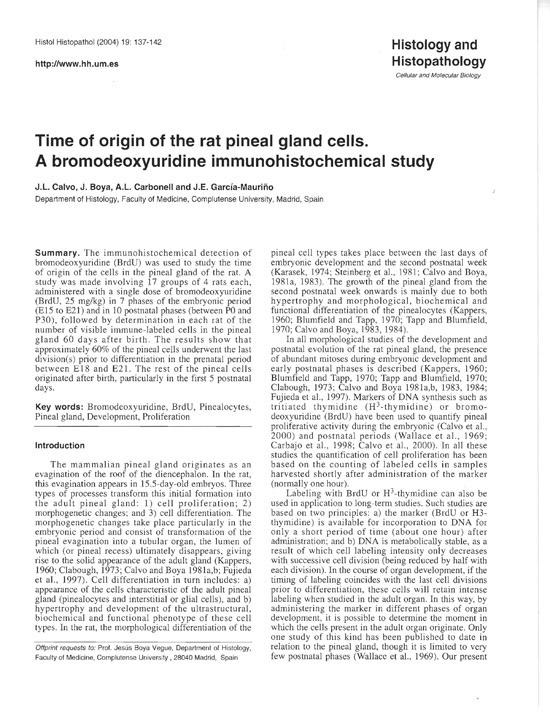 Histol Histopathol (2004) 19: 137-142
http://www.hh.um.es
Histology and
Histopathology
Cellular and Molecular Biology
Time of origin of the rat pineal gland cells.
A bromodeoxyuridine immunohistochemical study
J.L. Calvo, J. Boya, A.L. Carbonell and J.E. García-Mauriño
Department of Histology, Faculty of Medicine, Complutense University, Madrid, Spain
Summary. The immunohistochemical detection of
bromodeoxyuridine (BrdU) was used to study the time
of origin of the cells in the pineal gland of the rat. A
study was made involving 17 groups of 4 rats each,
administered with a single dose of bromodeoxyuridine
(BrdU, 25 mg/kg) in 7 phases of the embryonic period
(E15 to E21) and in 10 postnatal phases (between P0 and
P30), followed by determination in each rat of the
number of visible immune-labeled cells in the pineal
gland 60 days after birth. The results show that
approximately 60% of the pineal cells underwent the last
division(s) prior to differentiation in the prenatal period
between E18 and E21. The rest of the pineal cells
originated after birth, particularly in the first 5 postnatal
days.
Key words: Bromodeoxyuridine, BrdU, Pinealocytes,
Pineal gland, Development, Proliferation
Introduction
The mammalian pineal gland originates as an
evagination of the roof of the diencephalon. In the rat,
this evagination appears in 15.5-day-old embryos. Three
types of processes transform this initial formation into
the adult pineal gland: 1) cell proliferation; 2)
morphogenetic changes; and 3) cell differentiation. The
morphogenetic changes take place particularly in the
embryonic period and consist of transformation of the
pineal evagination into a tubular organ, the lumen of
which (or pineal recess) ultimately disappears, giving
rise to the solid appearance of the adult gland (Kappers,
1960; Clabough, 1973; Calvo and Boya 1981a,b; Fujieda
et al., 1997). Cell differentiation in turn includes: a)
appearance of the cells characteristic of the adult pineal
gland (pinealocytes and interstitial or glial cells), and b)
hypertrophy and development of the ultrastructural,
biochemical and functional phenotype of these cell
types. In the rat, the morphological differentiation of the
Offprint requests to: Prof. Jesús Boya Vegue, Department of Histology,
Faculty of Medicine, Complutense University , 28040 Madrid, Spain
pineal cell types takes place between the last days of
embryonic development and the second postnatal week
(Karasek, 1974; Steinberg et al., 1981; Calvo and Boya,
1981a, 1983). The growth of the pineal gland from the
second postnatal week onwards is mainly due to both
hypertrophy and morphological, biochemical and
functional differentiation of the pinealocytes (Kappers,
1960; Blumfield and Tapp, 1970; Tapp and Blumfield,
1970; Calvo and Boya, 1983, 1984).
In all morphological studies of the development and
postnatal evolution of the rat pineal gland, the presence
of abundant mitoses during embryonic development and
early postnatal phases is described (Kappers, 1960;
Blumfield and Tapp, 1970; Tapp and Blumfield, 1970;
Clabough, 1973; Calvo and Boya 1981a,b, 1983, 1984;
Fujieda et al., 1997). Markers of DNA synthesis such as
tritiated thymidine (H3-thymidine) or bromo-
deoxyuridine (BrdU) have been used to quantify pineal
proliferative activity during the embryonic (Calvo et al.,
2000) and postnatal periods (Wallace et al., 1969;
Carbajo et al., 1998; Calvo et al., 2000). In all these
studies the quantification of cell proliferation has been
based on the counting of labeled cells in samples
harvested shortly after administration of the marker
(normally one hour).
Labeling with BrdU or H3-thymidine can also be
used in application to long-term studies. Such studies are
based on two principles: a) the marker (BrdU or H3-
thymidine) is available for incorporation to DNA for
only a short period of time (about one hour) after
administration; and b) DNA is metabolically stable, as a
result of which cell labeling intensity only decreases
with successive cell division (being reduced by half with
each division). In the course of organ development, if the
timing of labeling coincides with the last cell divisions
prior to differentiation, these cells will retain intense
labeling when studied in the adult organ. In this way, by
administering the marker in different phases of organ
development, it is possible to determine the moment in
which the cells present in the adult organ originate. Only
one study of this kind has been published to date in
relation to the pineal gland, though it is limited to very
few postnatal phases (Wallace et al., 1969). Our present